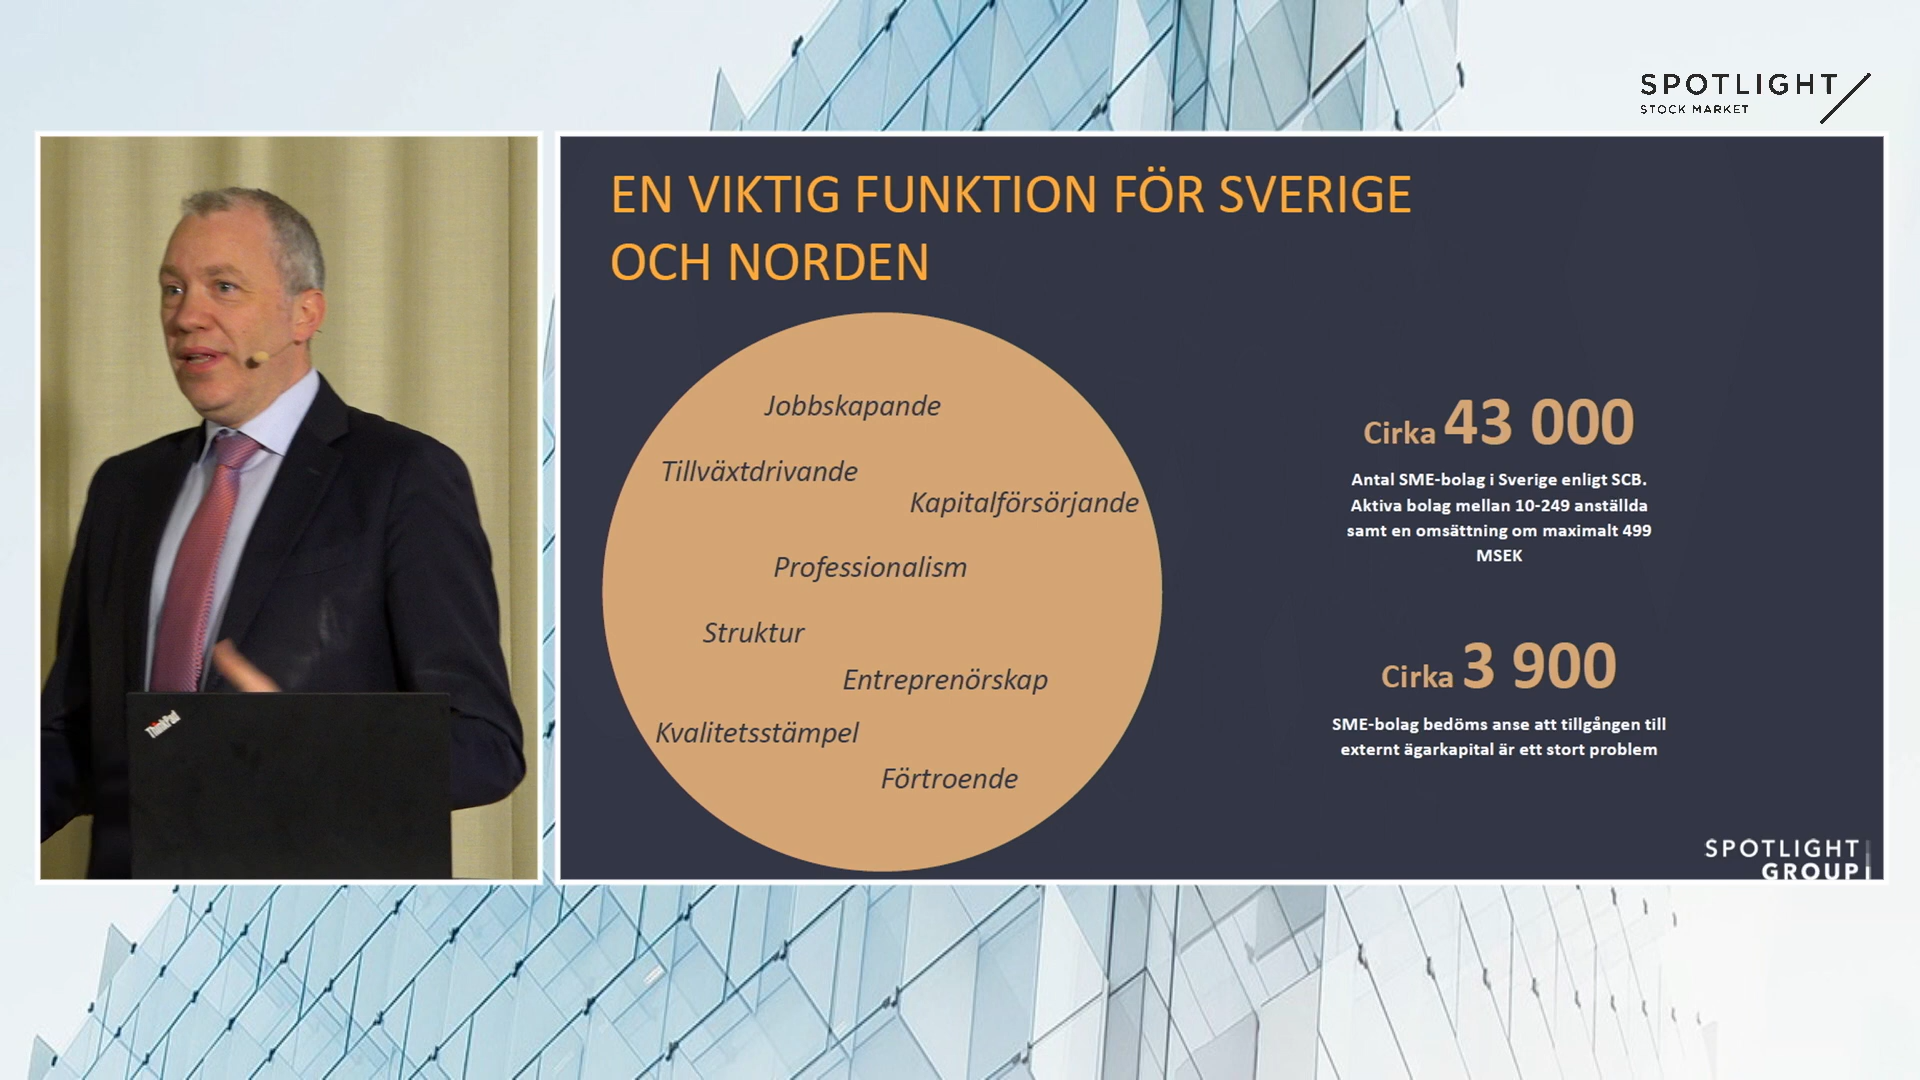 SPOTLIGHT
STOCK MARKET
EN VIKTIG FUNKTION FÖR SVERIGE
OCH NORDEN
Jobbskapande
Tillväxtdrivande
Kapitalförsörjande
Professionalism
Struktur
Entreprenörskap
Kvalitetsstämpel
Förtroende
Cirka 43 000
Antal SME-bolag i Sverige enligt SCB.
Aktiva bolag mellan 10-249 anställda
samt en omsättning om maximalt 499
MSEK
Cirka 3 900
SME-bolag bedöms anse att tillgången till
externt ägarkapital är ett stort problem
SPOTLIGHT
GROUP
ThinkPad